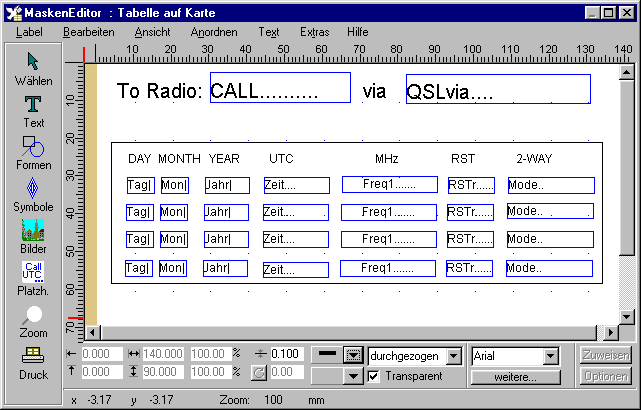 MaskenEditor : Tabelle auf Karte
Label Bearbeiten Ansicht Anordnen Text Extras Hilfe
10 20 30 40 50 60 70 80 90 100 110 120 130 140
Wählen
Text
Formen
Symbole
Bilder
Call
UTC..
Platzh.
Zoom
Druck
10
20
30
40
50
60
70
To Radio: CALL.......... via QSLvia....
DAY MONTH YEAR UTC MHz RST 2-WAY
Tag| Mon| Jahr| Zeit.... Freq1....... RSTr...... Mode..
Tag| Mon| Jahr| Zeit.... Freq1....... RSTr...... Mode..
Tag| Mon| Jahr| Zeit.... Freq1....... RSTr...... Mode..
Tag| Mon| Jahr| Zeit.... Freq1....... RSTr...... Mode..
0.000 140.000 100.00 % 0.100 durchgezogen Arial Zuweisen
0.000 90.000 100.00 % 0.00 Transparent weitere... Optionen
x -3.17 y -3.17 Zoom: 100 mm